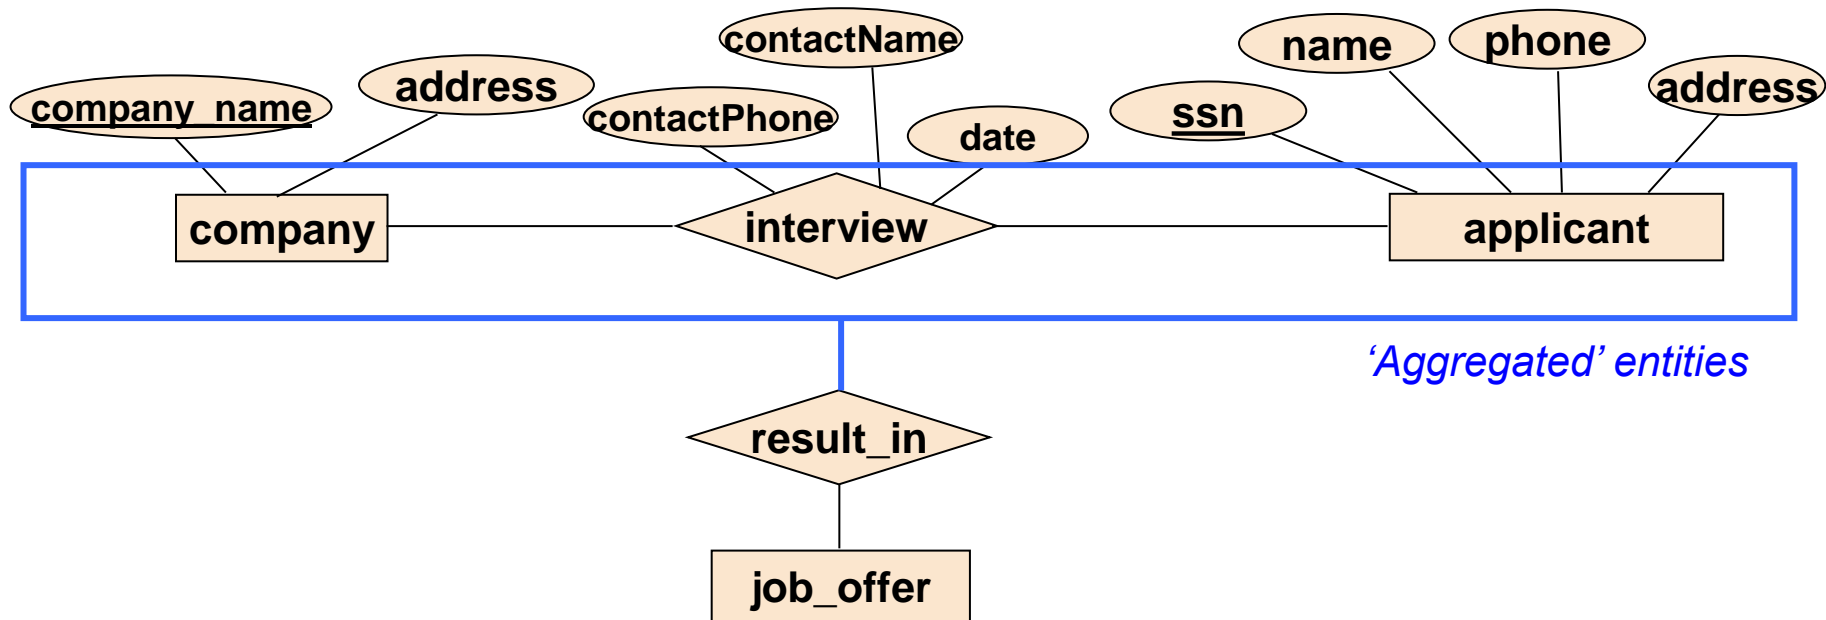 contactName
name
phone
company_name
address
contactPhone
date
ssn
address
company
interview
applicant
‘Aggregated’ entities
result_in
job_offer